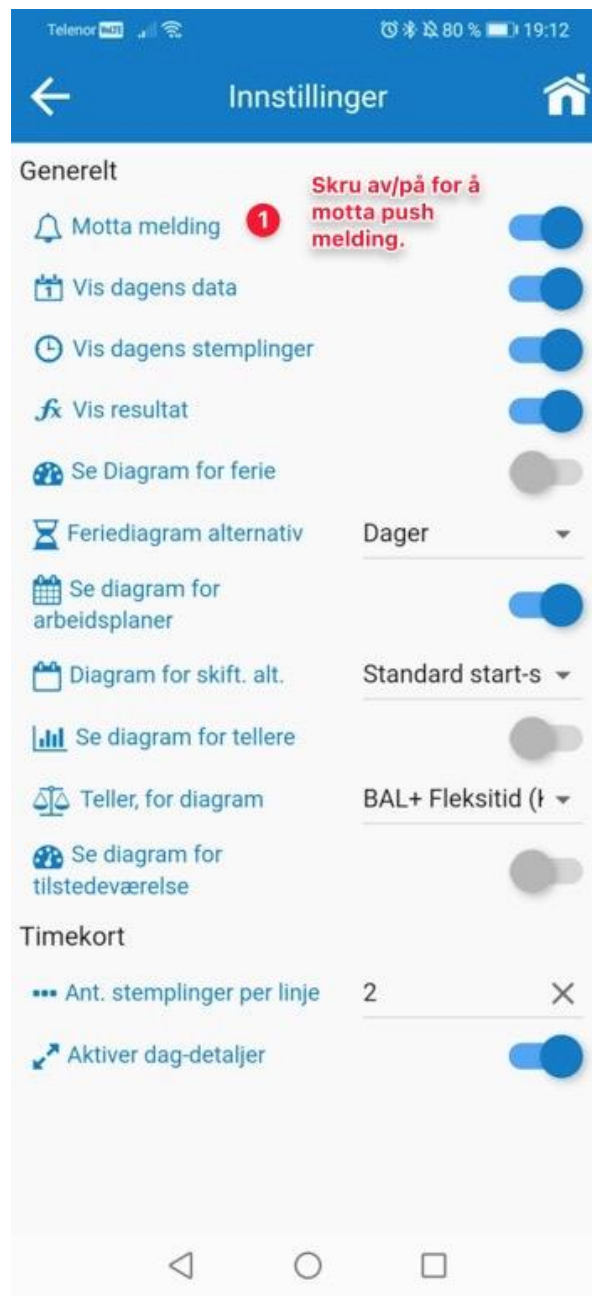 Telenor VoLTE 80 % 19:12
Innstillinger
Generelt
Skru av/på for å
motta push
melding.
Motta melding 1
1 Vis dagens data
Vis dagens stemplinger
fx Vis resultat
Se Diagram for ferie
Feriediagram alternativ Dager
Se diagram for
arbeidsplaner
Diagram for skift. alt. Standard start-s
Se diagram for tellere
Teller, for diagram BAL+ Fleksitid (
Se diagram for
tilstedeværelse
Timekort
Ant. stemplinger per linje 2
Aktiver dag-detaljer